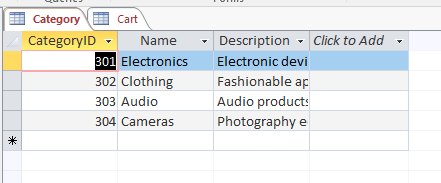 Category Cart
CategoryID Name Description Click to Add
301 Electronics Electronic devi
302 Clothing Fashionable ap
303 Audio Audio products
304 Cameras Photography e